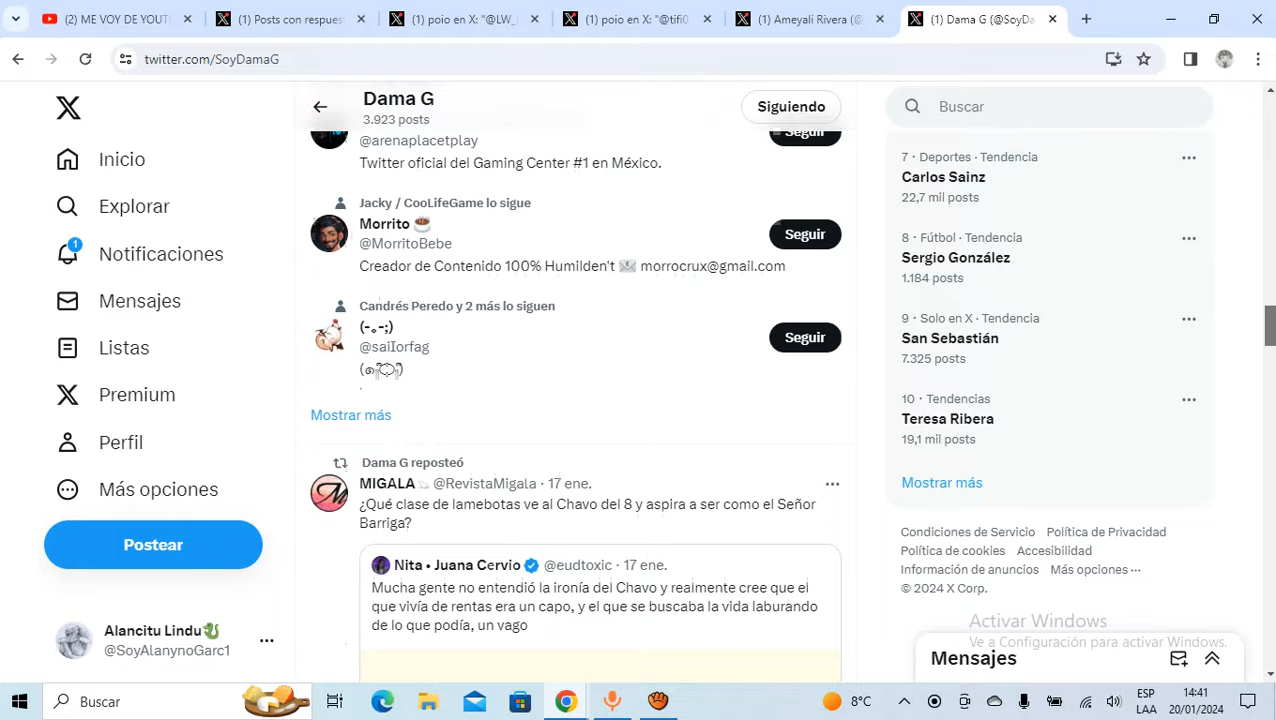 (2) ME VOY DE YOUT
(1) Posts con respues
(1) poio en X: "@LW_
(1) poio en X: "@tifi0
(1) Ameyali Rivera (@
(1) Dama G (@SoyDa
twitter.com/SoyDamaG
Dama G
3.923 posts
Siguiendo
Buscar
Inicio
Explorar
1
Notificaciones
Mensajes
Listas
Premium
Perfil
Más opciones
Postear
Alancitu Lindu🐉
@SoyAlanynoGarc1
@arenaplacetplay
Seguir
Twitter oficial del Gaming Center #1 en México.
Jacky / CooLifeGame lo sigue
Morrito ☕
@MorritoBebe
Seguir
Creador de Contenido 100% Humilden't 📧 morrocrux@gmail.com
Candrés Peredo y 2 más lo siguen
(-｡-;)
@saiIorfag
Seguir
.
Mostrar más
Dama G reposteó
MIGALA @RevistaMigala · 17 ene.
¿Qué clase de lamebotas ve al Chavo del 8 y aspira a ser como el Señor
Barriga?
Nita • Juana Cervio @eudtoxic · 17 ene.
Mucha gente no entendió la ironía del Chavo y realmente cree que el
que vivía de rentas era un capo, y el que se buscaba la vida laburando
de lo que podía, un vago
7 · Deportes · Tendencia
Carlos Sainz
22,7 mil posts
8 · Fútbol · Tendencia
Sergio González
1.184 posts
9 · Solo en X · Tendencia
San Sebastián
7.325 posts
10 · Tendencias
Teresa Ribera
19,1 mil posts
Mostrar más
Condiciones de Servicio Política de Privacidad
Política de cookies Accesibilidad
Información de anuncios Más opciones ···
© 2024 X Corp.
Activar Windows
Ve a Configuración para activar Windows.
Mensajes
Buscar
8°C
ESP
LAA
14:41
20/01/2024